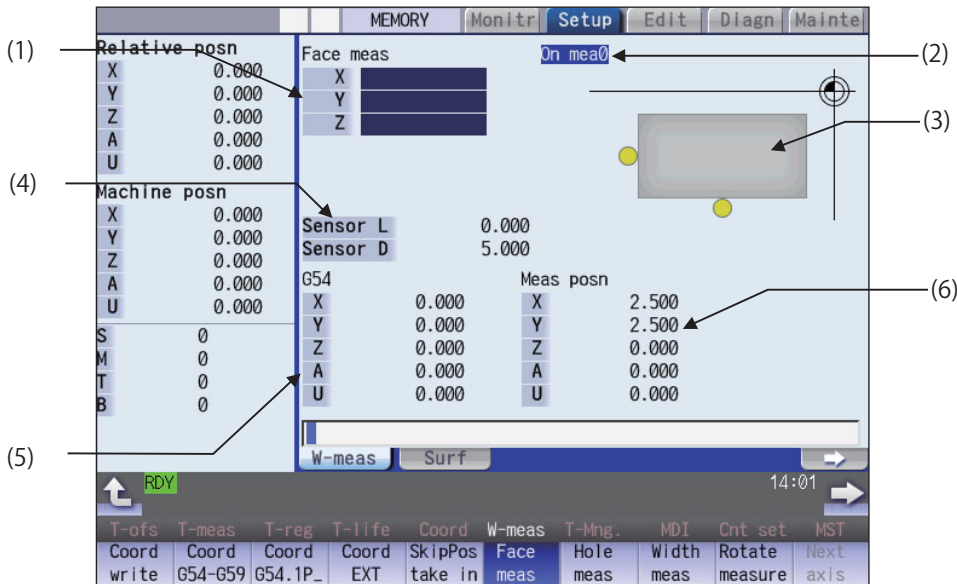 MEMORY Monitr Setup Edit Diagn Mainte
(1)
Relative posn
X 0.000
Y 0.000
Z 0.000
A 0.000
U 0.000
Face meas
X
Y
Z
On mea0
(2)
(3)
(4)
Machine posn
X 0.000
Y 0.000
Z 0.000
A 0.000
U 0.000
Sensor L 0.000
Sensor D 5.000
G54
X 0.000
Y 0.000
Z 0.000
A 0.000
U 0.000
Meas posn
X 2.500
Y 2.500
Z 0.000
A 0.000
U 0.000
(6)
S 0
M 0
T 0
B 0
(5)
W-meas Surf
RDY 14:01
T-ofs T-meas T-reg T-life Coord W-meas T-Mng. MDI Cnt set MST
Coord Coord Coord Coord SkipPos Face Hole Width Rotate Next
write G54-G59 G54.1P_ EXT take in meas meas meas measure axis